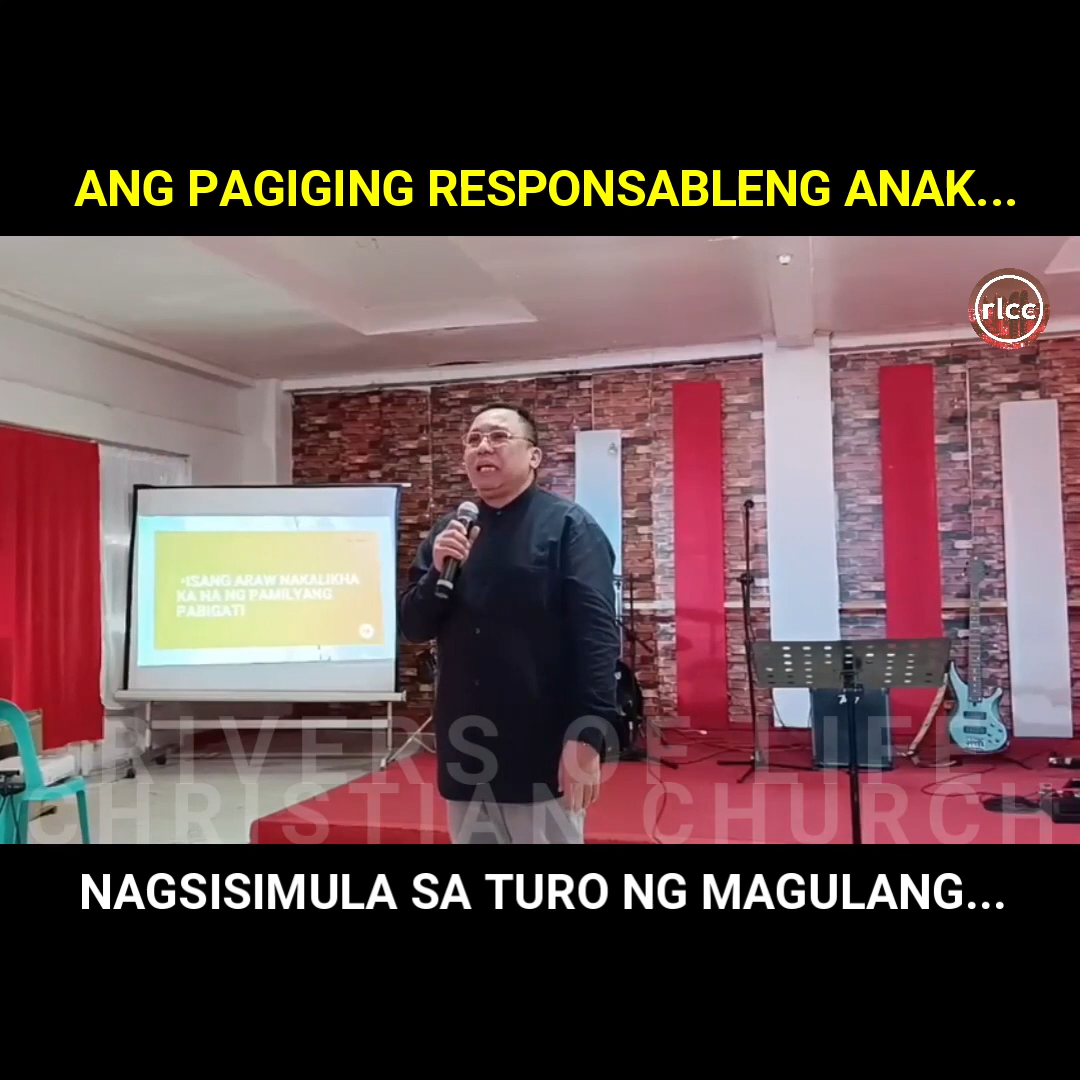 ANG PAGIGING RESPONSABLENG ANAK...
rlcc
•ISANG ARAW NAKALIKHA
KA NA NG PAMILYANG
PABIGAT!
RIVERS OF LIFE
CHRISTIAN CHURCH
NAGSISIMULA SA TURO NG MAGULANG...